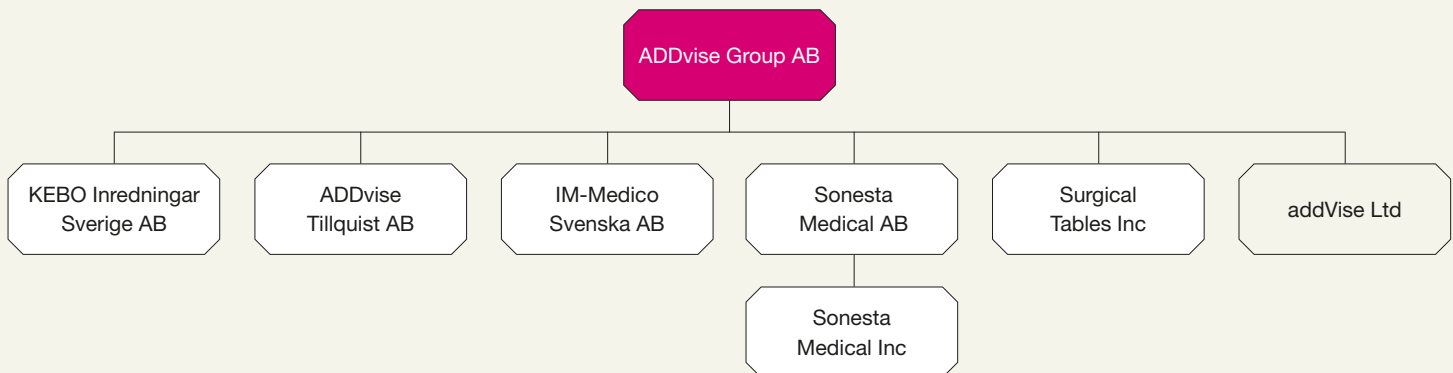 ADDvise Group AB
KEBO Inredningar
Sverige AB
ADDvise
Tillquist AB
IM-Medico
Svenska AB
Sonesta
Medical AB
Surgical
Tables Inc
addVise Ltd
Sonesta
Medical Inc